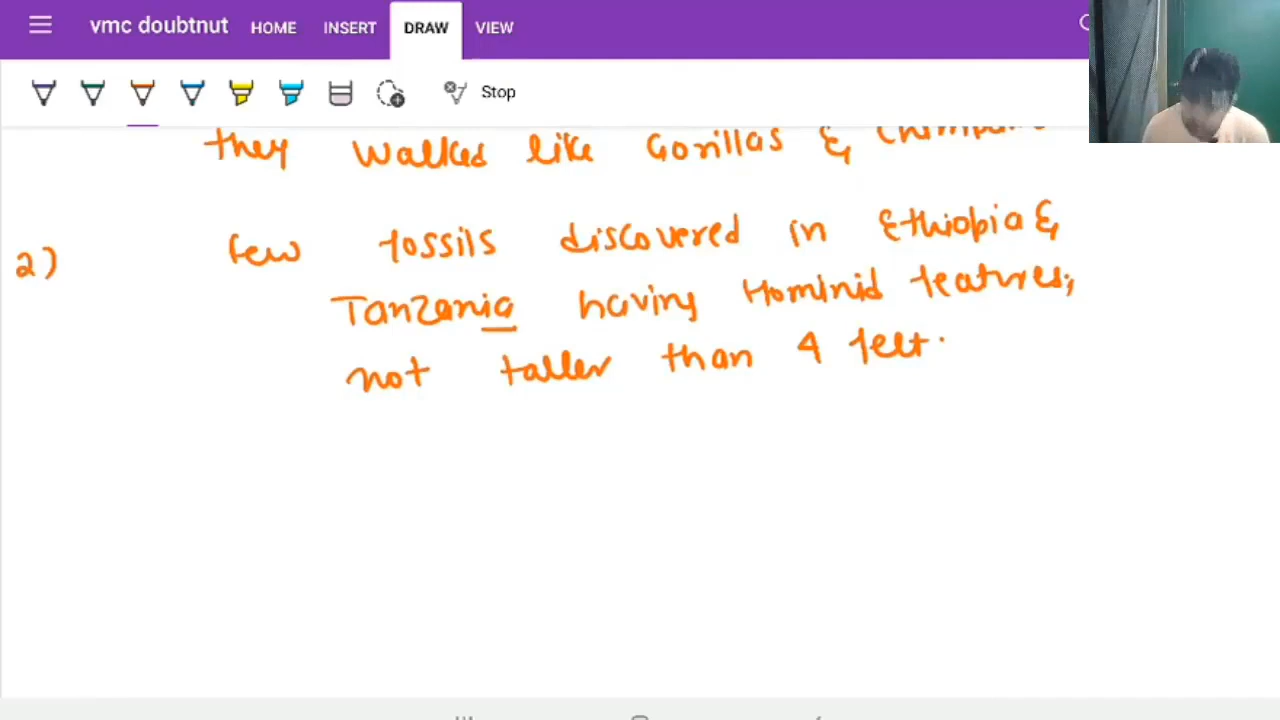 vmc doubtnut HOME INSERT DRAW VIEW
Stop
they walked like Gorillas &
2) Few fossils discovered in Ethiopia &
Tanzania having Hominid features;
not taller than 4 feet.